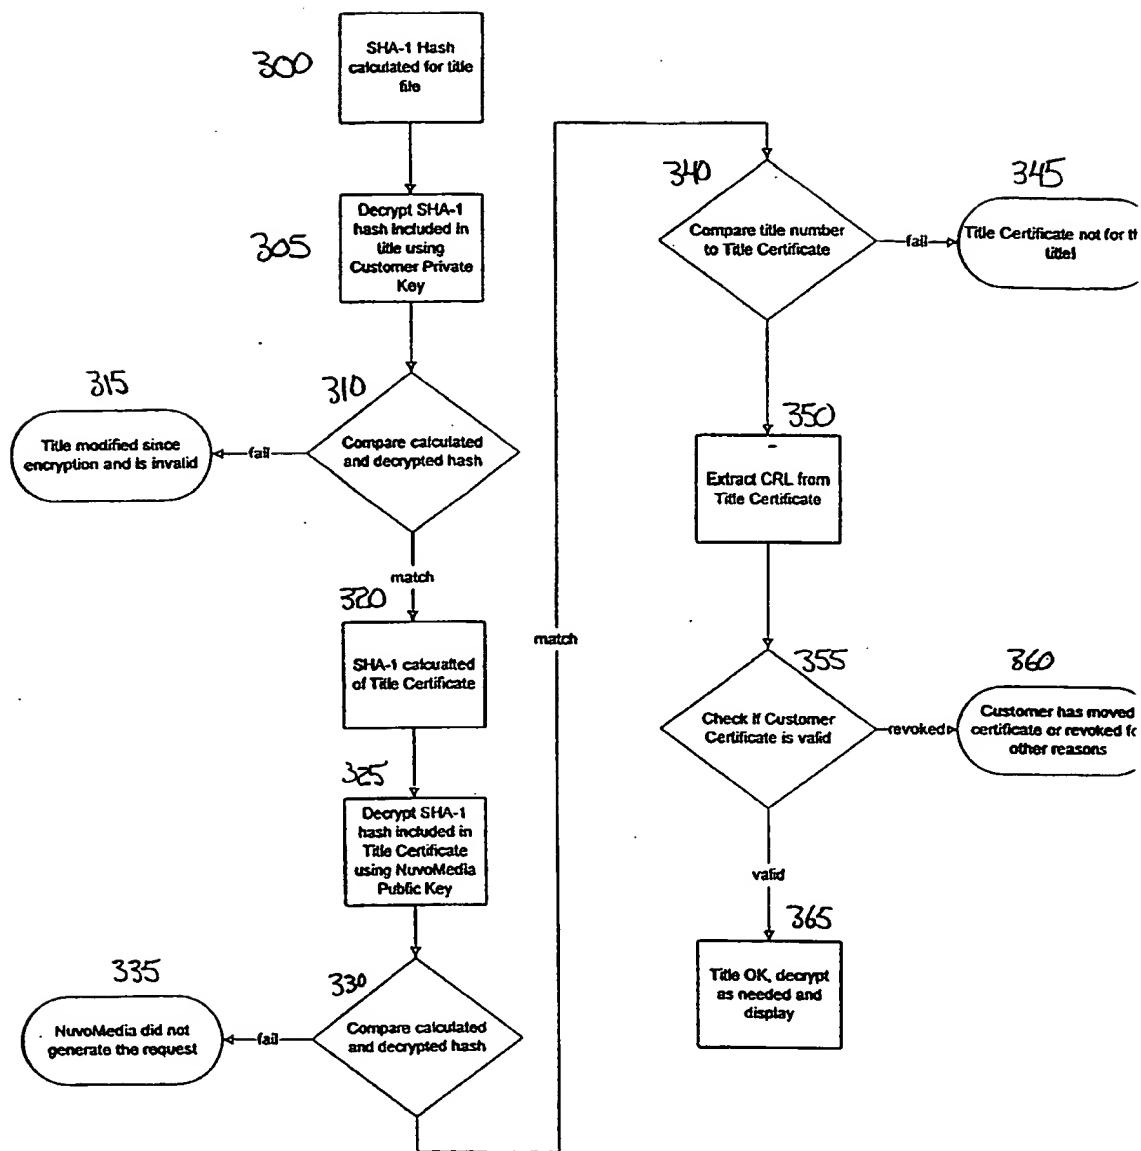 300
SHA-1 Hash
calculated for title
file
305
Decrypt SHA-1
hash included in
title using
Customer Private
Key
310
Compare calculated
and decrypted hash
fail
315
Title modified since
encryption and is invalid
match
320
SHA-1 calcualted
of Title Certificate
325
Decrypt SHA-1
hash included in
Title Certificate
using NuvoMedia
Public Key
330
Compare calculated
and decrypted hash
fail
335
NuvoMedia did not
generate the request
match
340
Compare title number
to Title Certificate
fail
345
Title Certificate not for th
title!
350
Extract CRL from
Title Certificate
355
Check if Customer
Certificate is valid
revoked
360
Customer has moved
certificate or revoked fo
other reasons
valid
365
Title OK, decrypt
as needed and
display